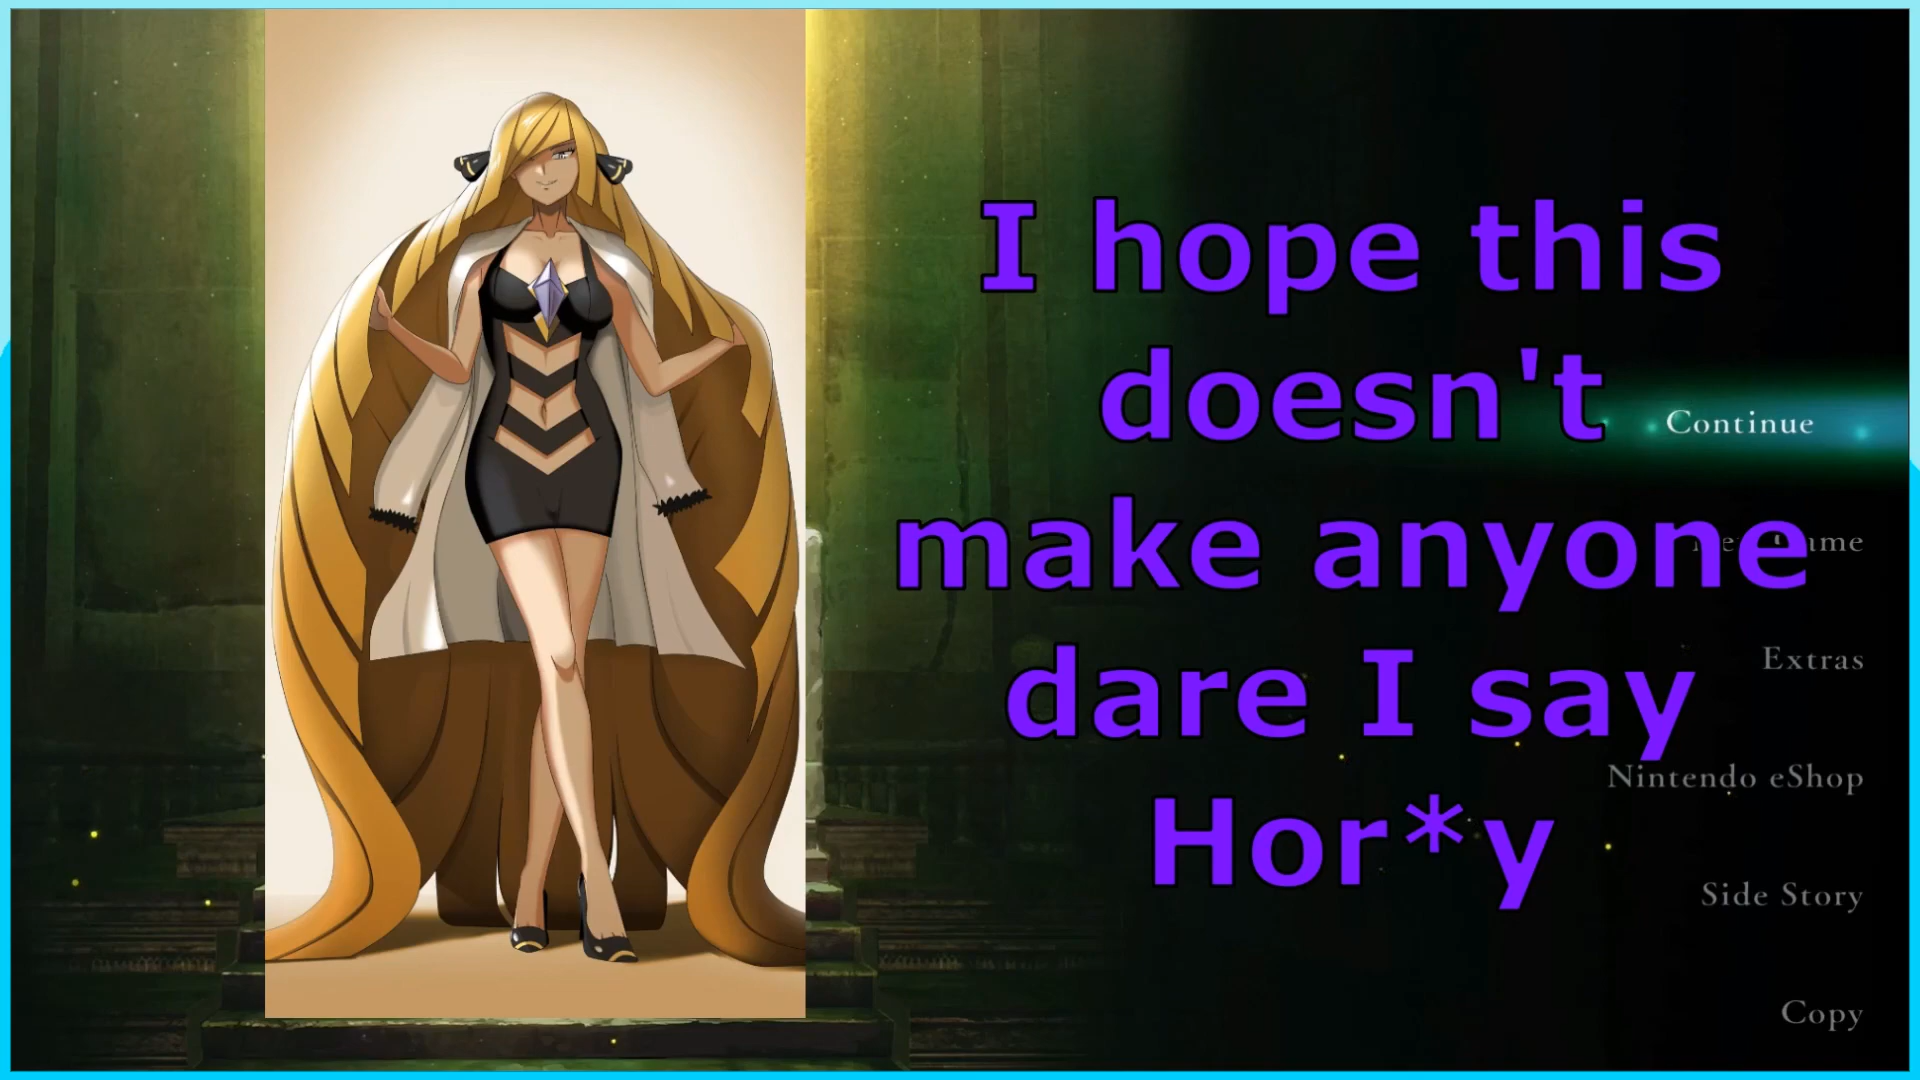 I hope this
doesn't
make anyone
dare I say
Hor*y
Continue
Extras
Nintendo eShop
Side Story
Copy